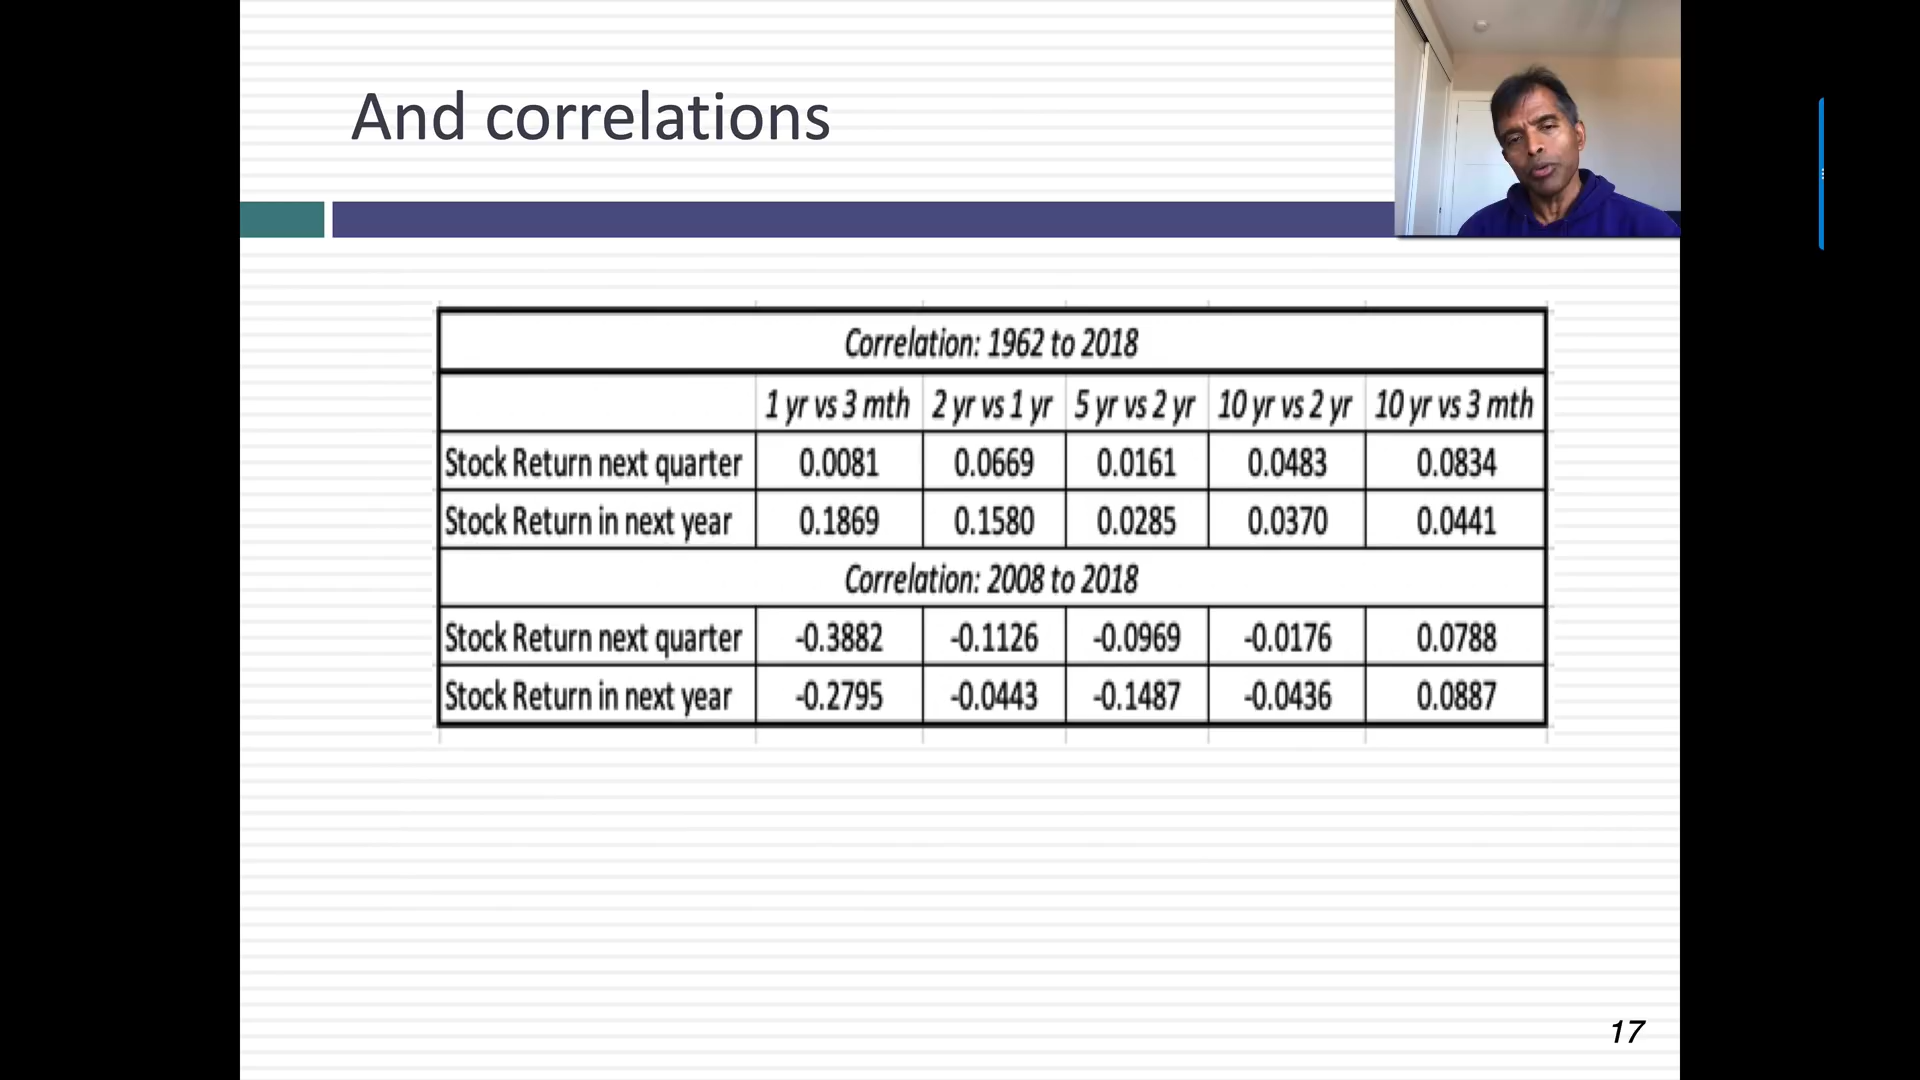 And correlations
Correlation: 1962 to 2018
1 yr vs 3 mth 2 yr vs 1 yr 5 yr vs 2 yr 10 yr vs 2 yr 10 yr vs 3 mth
Stock Return next quarter 0.0081 0.0669 0.0161 0.0483 0.0834
Stock Return in next year 0.1869 0.1580 0.0285 0.0370 0.0441
Correlation: 2008 to 2018
Stock Return next quarter -0.3882 -0.1126 -0.0969 -0.0176 0.0788
Stock Return in next year -0.2795 -0.0443 -0.1487 -0.0436 0.0887
17